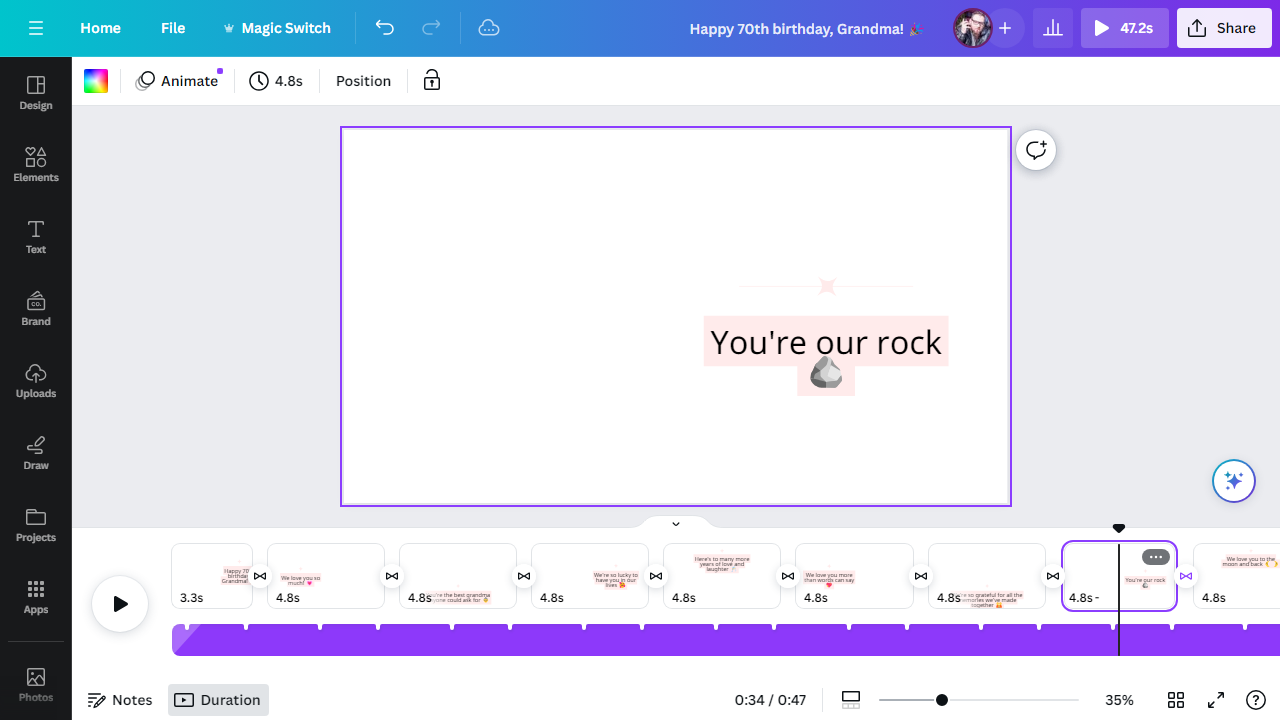 Home
File
Magic Switch
Happy 70th birthday, Grandma! 🎉
47.2s
Share
Design
Elements
Text
CO.
Brand
Uploads
Draw
Projects
Apps
Photos
Animate
4.8s
Position
You're our rock
Happy 70
birthday
Grandma!
3.3s
We love you so
much!
4.8s
the best grandma
could ask for
4.8s
We're so lucky to
have you in our
lives
4.8s
Here's to many more
years of love and
laughter
4.8s
We love you more
than words can say
4.8s
so grateful for all the
memories we've made
together
4.8s
You're our rock
4.8s -
We love you to the
moon and back
4.8s
Notes
Duration
0:34 / 0:47
35%